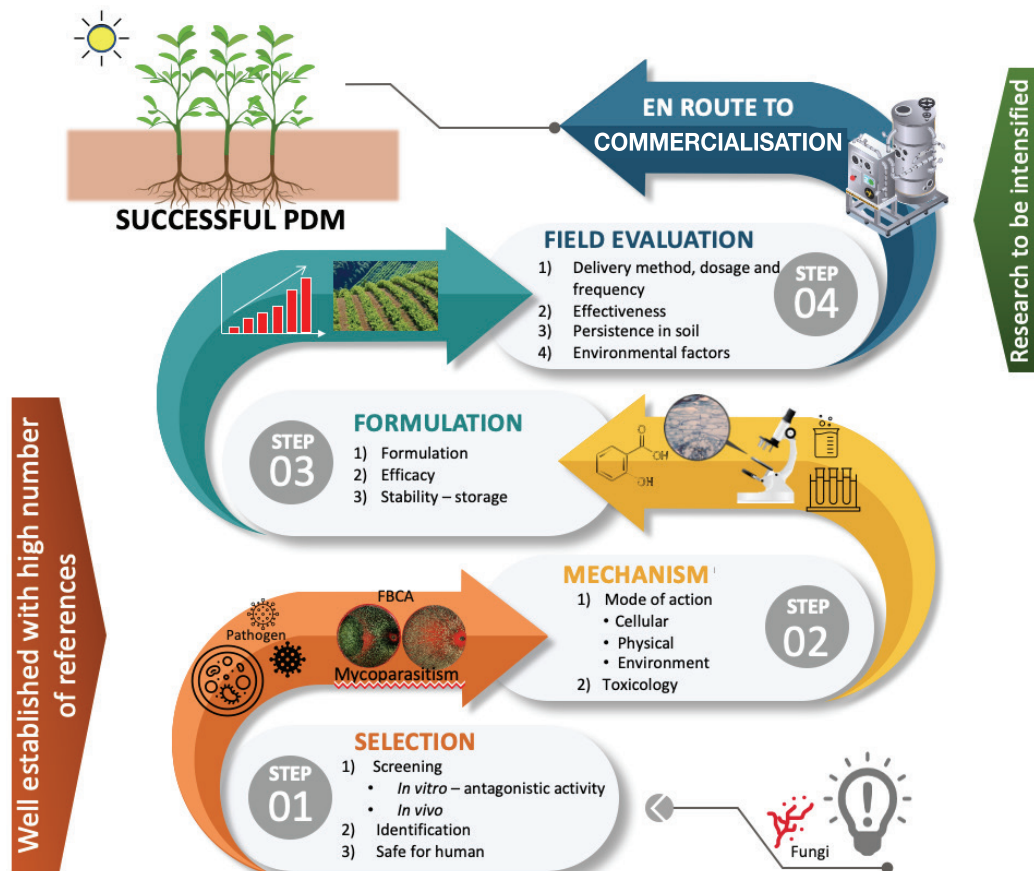 EN ROUTE TO
COMMERCIALISATION
SUCCESSFUL PDM
Research to be intensified
FIELD EVALUATION
1) Delivery method, dosage and
frequency
2) Effectiveness
3) Persistence in soil
4) Environmental factors
STEP
04
FORMULATION
1) Formulation
2) Efficacy
3) Stability – storage
STEP
03
O
OH
OH
Well established with high number
of references
MECHANISM
1) Mode of action
• Cellular
• Physical
• Environment
2) Toxicology
STEP
02
Pathogen
FBCA
Mycoparasitism
SELECTION
1) Screening
• In vitro – antagonistic activity
• In vivo
2) Identification
3) Safe for human
STEP
01
Fungi